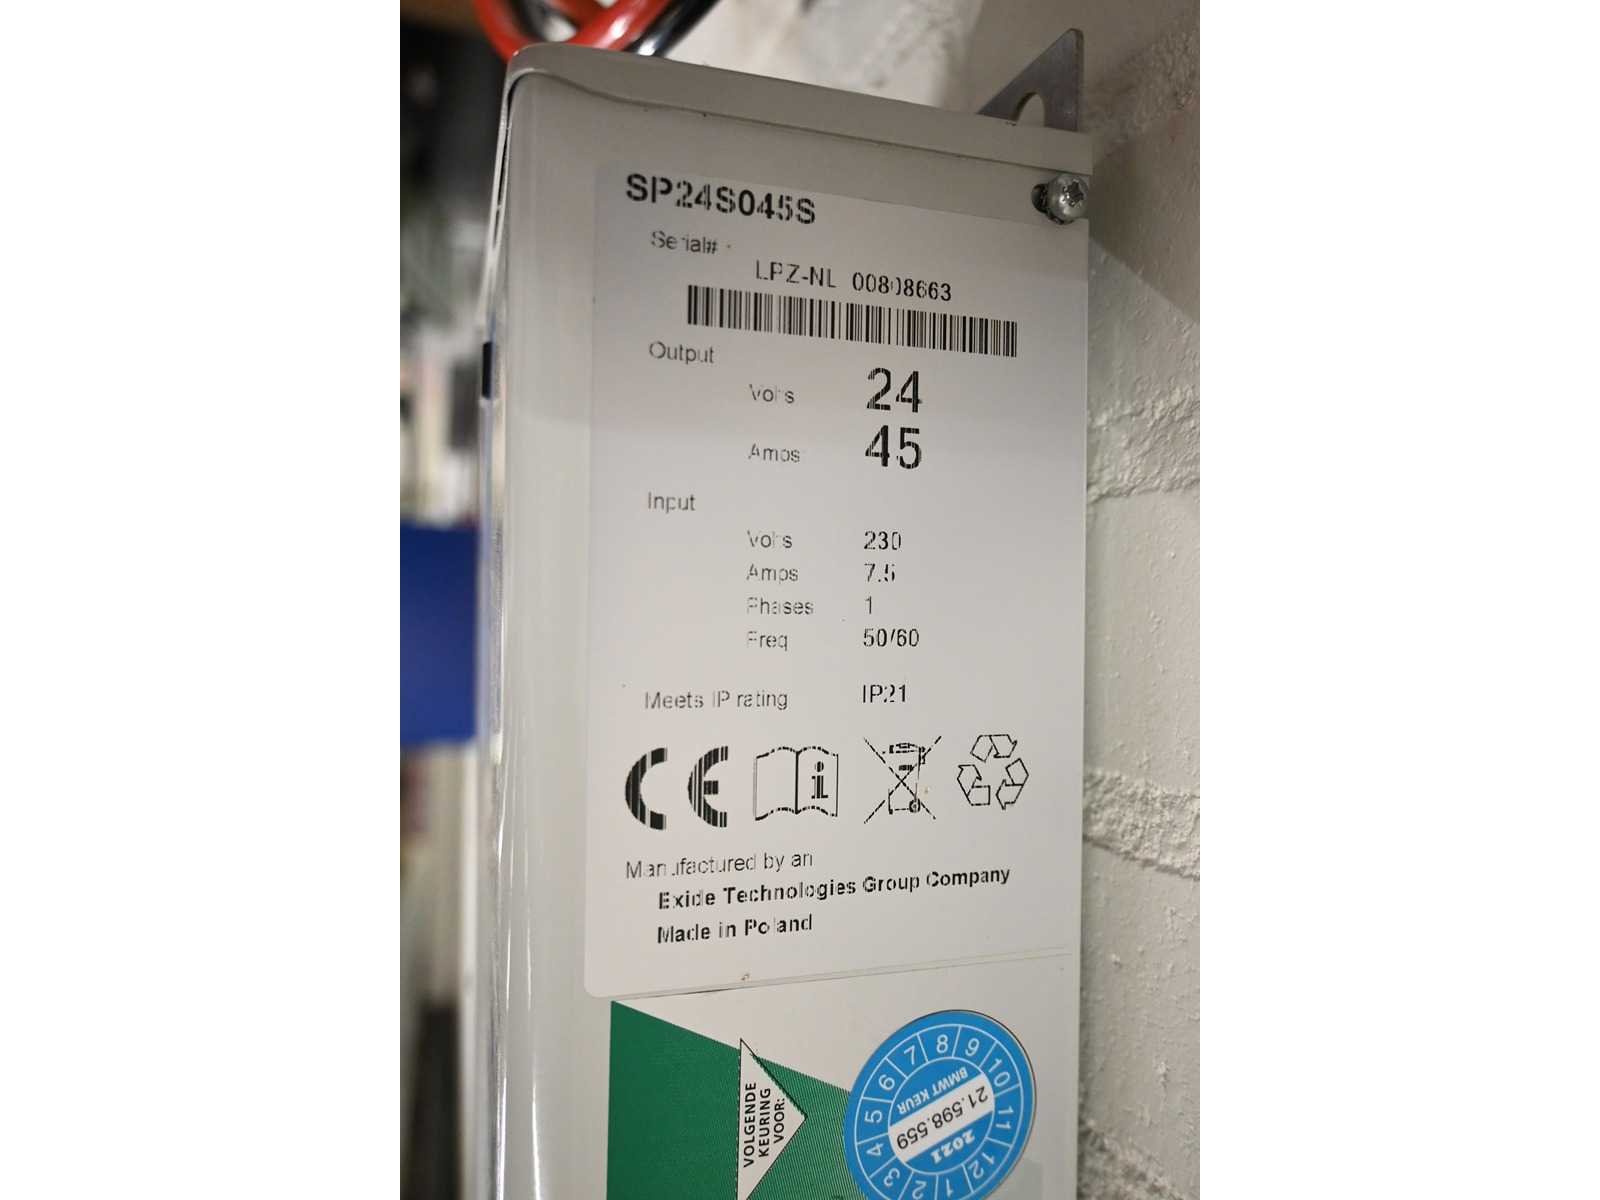 SP24S045S
Serial#
LPZ-NL 00808663
Output
Volts 24
Amps 45
Input
Volts 230
Amps 7.5
Phases 1
Freq 50/60
Meets IP rating IP21
CE
i
Manufactured by an
Exide Technologies Group Company
Made in Poland
VOLGENDE
KEURING
VOOR:
2 3 4 5 6 7 8 9 10 11 12 1
BMWT KEUR
21.598.559
2021